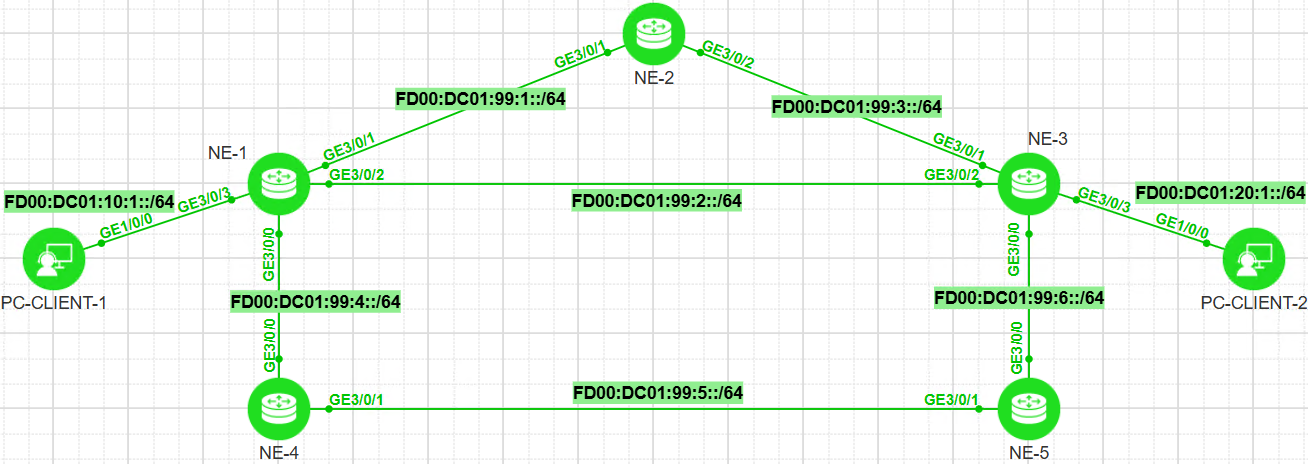 GE3/0/1
GE3/0/2
NE-2
FD00:DC01:99:1::/64
FD00:DC01:99:3::/64
NE-1
GE3/0/1
GE3/0/1
NE-3
GE3/0/2
GE3/0/2
FD00:DC01:10:1::/64
GE3/0/3
FD00:DC01:99:2::/64
GE3/0/3
FD00:DC01:20:1::/64
GE1/0/0
GE1/0/0
GE3/0/0
GE3/0/0
PC-CLIENT-1
FD00:DC01:99:4::/64
FD00:DC01:99:6::/64
PC-CLIENT-2
GE3/0/0
GE3/0/0
GE3/0/1
FD00:DC01:99:5::/64
GE3/0/1
NE-4
NE-5